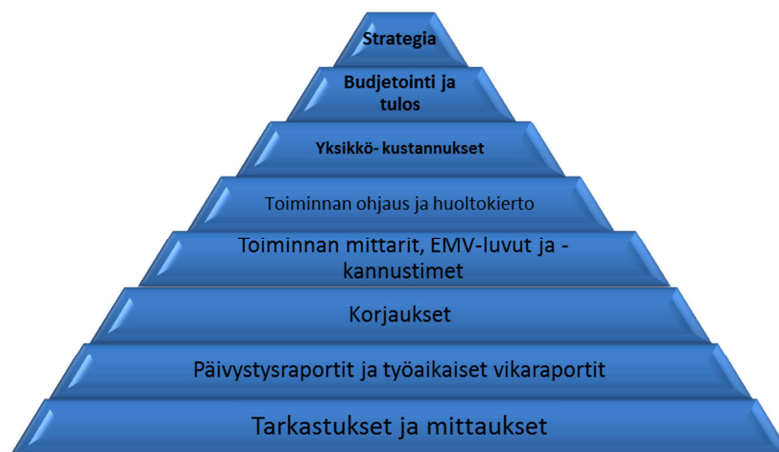 Strategia
Budjetointi ja
tulos
Yksikkö- kustannukset
Toiminnan ohjaus ja huoltokierto
Toiminnan mittarit, EMV-luvut ja -
kannustimet
Korjaukset
Päivystysraportit ja työaikaiset vikaraportit
Tarkastukset ja mittaukset